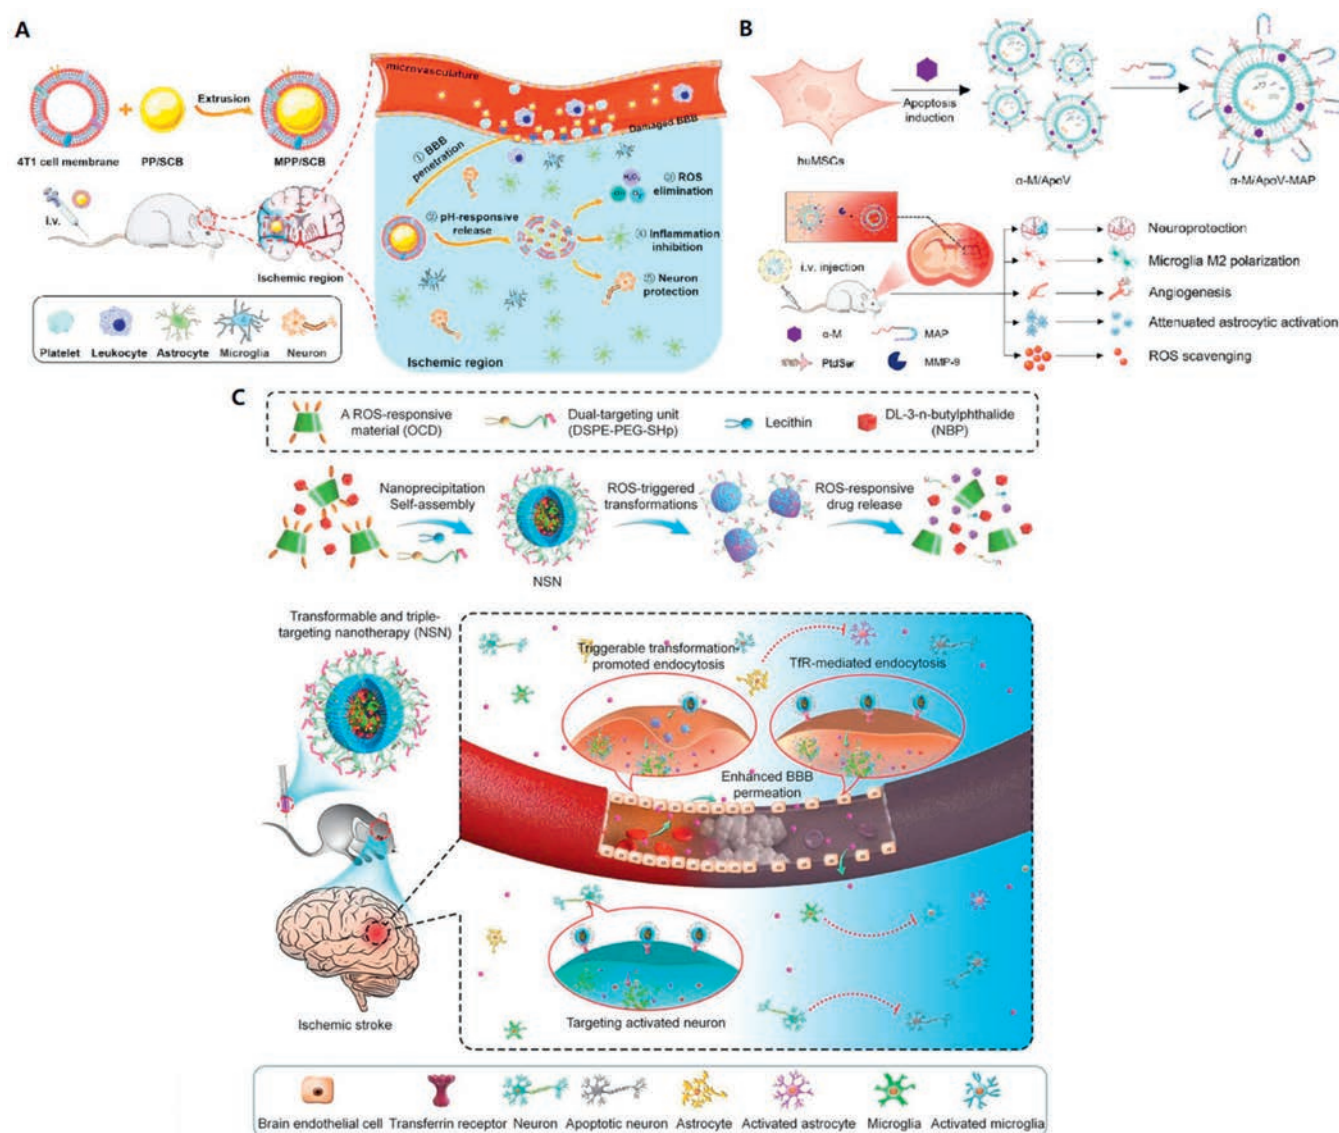 A
microvasculature
Damaged BBB
Extrusion
4T1 cell membrane
PP/SCB
MPP/SCB
① BBB
penetration
H₂O₂
② pH-responsive
release
③ ROS
elimination
④ Inflammation
inhibition
⑤ Neuron
protection
i.v.
Ischemic region
Platelet
Leukocyte
Astrocyte
Microglia
Neuron
Ischemic region
B
Apoptosis
induction
huMSCs
α-M/ApoV
α-M/ApoV-MAP
i.v. injection
α-M
MAP
PtdSer
MMP-9
Neuroprotection
Microglia M2 polarization
Angiogenesis
Attenuated astrocytic activation
ROS scavenging
C
A ROS-responsive
material (OCD)
Dual-targeting unit
(DSPE-PEG-SHp)
Lecithin
DL-3-n-butylphthalide
(NBP)
Nanoprecipitation
Self-assembly
ROS-triggered
transformations
ROS-responsive
drug release
NSN
Transformable and triple-
targeting nanotherapy (NSN)
Triggerable transformation-
promoted endocytosis
TfR-mediated endocytosis
Enhanced BBB
permeation
Targeting activated neuron
Ischemic stroke
Brain endothelial cell
Transferrin receptor
Neuron
Apoptotic neuron
Astrocyte
Activated astrocyte
Microglia
Activated microglia